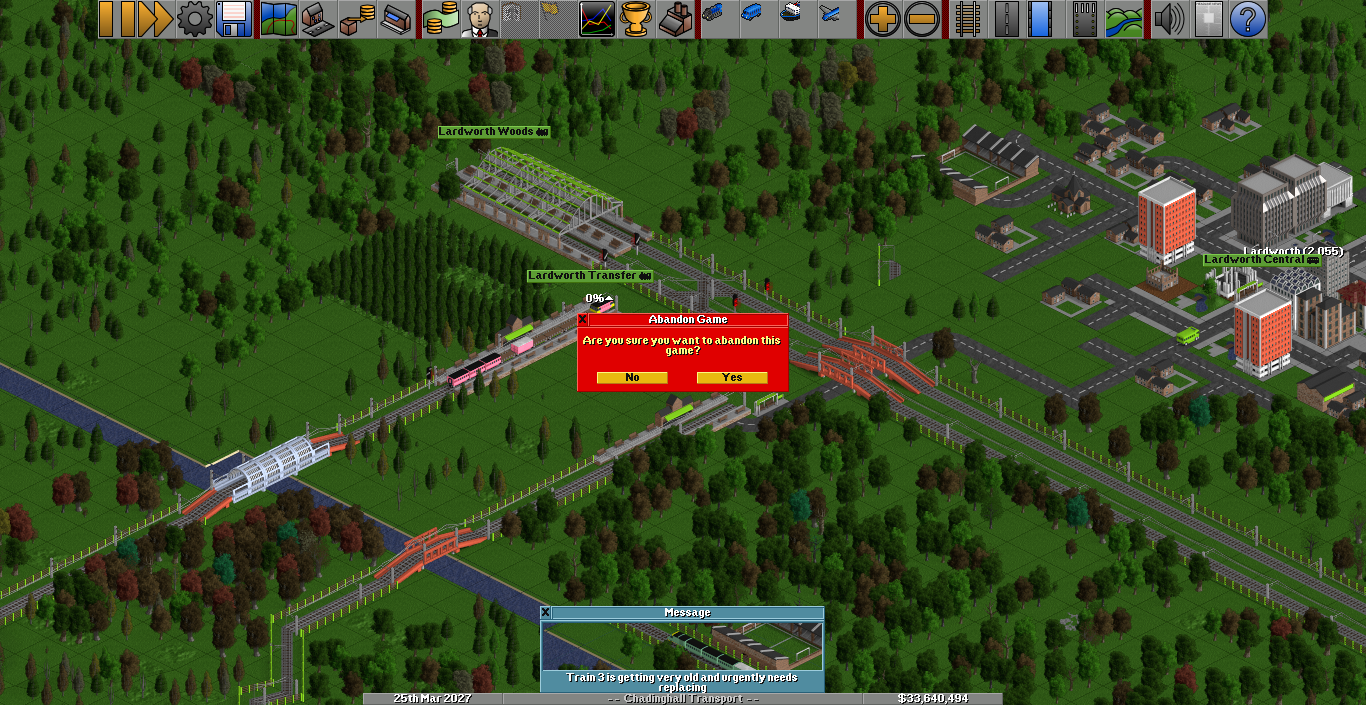 Lardworth Woods
Lardworth (2,055)
Lardworth Central
Lardworth Transfer
0%
X Abandon Game
Are you sure you want to abandon this
game?
No Yes
X Message
Train 3 is getting very old and urgently needs
replacing
25th Mar 2027 -- Chadinghall Transport -- $33,640,494